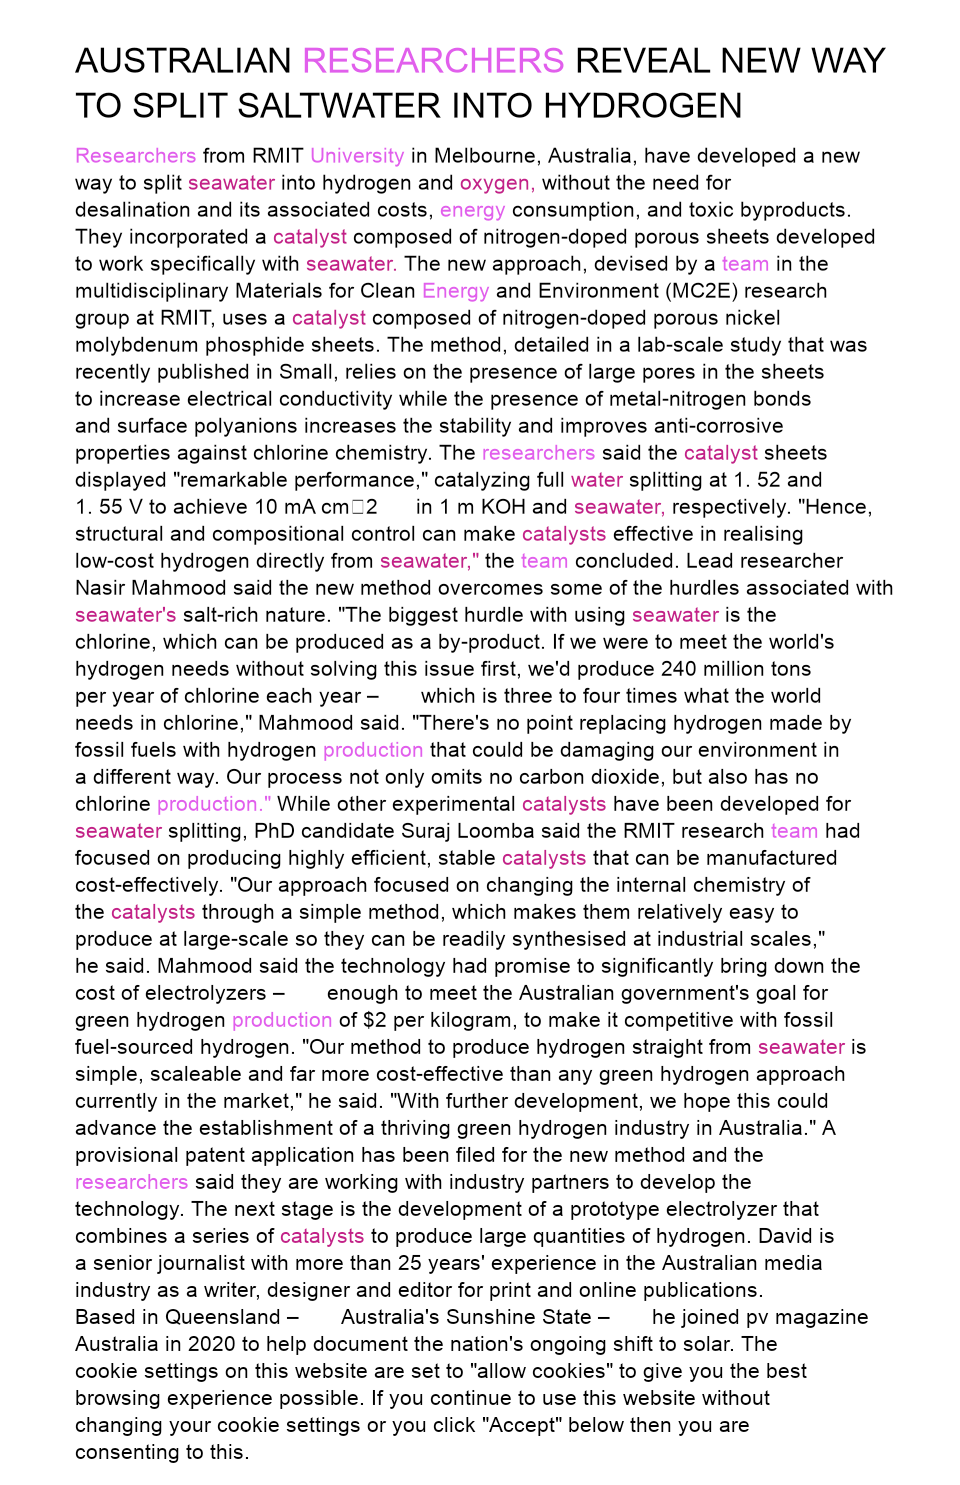 AUSTRALIAN RESEARCHERS REVEAL NEW WAY
TO SPLIT SALTWATER INTO HYDROGEN
Researchers from RMIT University in Melbourne, Australia, have developed a new
way to split seawater into hydrogen and oxygen, without the need for
desalination and its associated costs, energy consumption, and toxic byproducts.
They incorporated a catalyst composed of nitrogen-doped porous sheets developed
to work specifically with seawater. The new approach, devised by a team in the
multidisciplinary Materials for Clean Energy and Environment (MC2E) research
group at RMIT, uses a catalyst composed of nitrogen-doped porous nickel
molybdenum phosphide sheets. The method, detailed in a lab-scale study that was
recently published in Small, relies on the presence of large pores in the sheets
to increase electrical conductivity while the presence of metal-nitrogen bonds
and surface polyanions increases the stability and improves anti-corrosive
properties against chlorine chemistry. The researchers said the catalyst sheets
displayed "remarkable performance," catalyzing full water splitting at 1. 52 and
1. 55 V to achieve 10 mA cm□2 in 1 m KOH and seawater, respectively. "Hence,
structural and compositional control can make catalysts effective in realising
low-cost hydrogen directly from seawater," the team concluded. Lead researcher
Nasir Mahmood said the new method overcomes some of the hurdles associated with
seawater's salt-rich nature. "The biggest hurdle with using seawater is the
chlorine, which can be produced as a by-product. If we were to meet the world's
hydrogen needs without solving this issue first, we'd produce 240 million tons
per year of chlorine each year – which is three to four times what the world
needs in chlorine," Mahmood said. "There's no point replacing hydrogen made by
fossil fuels with hydrogen production that could be damaging our environment in
a different way. Our process not only omits no carbon dioxide, but also has no
chlorine production." While other experimental catalysts have been developed for
seawater splitting, PhD candidate Suraj Loomba said the RMIT research team had
focused on producing highly efficient, stable catalysts that can be manufactured
cost-effectively. "Our approach focused on changing the internal chemistry of
the catalysts through a simple method, which makes them relatively easy to
produce at large-scale so they can be readily synthesised at industrial scales,"
he said. Mahmood said the technology had promise to significantly bring down the
cost of electrolyzers – enough to meet the Australian government's goal for
green hydrogen production of $2 per kilogram, to make it competitive with fossil
fuel-sourced hydrogen. "Our method to produce hydrogen straight from seawater is
simple, scaleable and far more cost-effective than any green hydrogen approach
currently in the market," he said. "With further development, we hope this could
advance the establishment of a thriving green hydrogen industry in Australia." A
provisional patent application has been filed for the new method and the
researchers said they are working with industry partners to develop the
technology. The next stage is the development of a prototype electrolyzer that
combines a series of catalysts to produce large quantities of hydrogen. David is
a senior journalist with more than 25 years' experience in the Australian media
industry as a writer, designer and editor for print and online publications.
Based in Queensland – Australia's Sunshine State – he joined pv magazine
Australia in 2020 to help document the nation's ongoing shift to solar. The
cookie settings on this website are set to "allow cookies" to give you the best
browsing experience possible. If you continue to use this website without
changing your cookie settings or you click "Accept" below then you are
consenting to this.